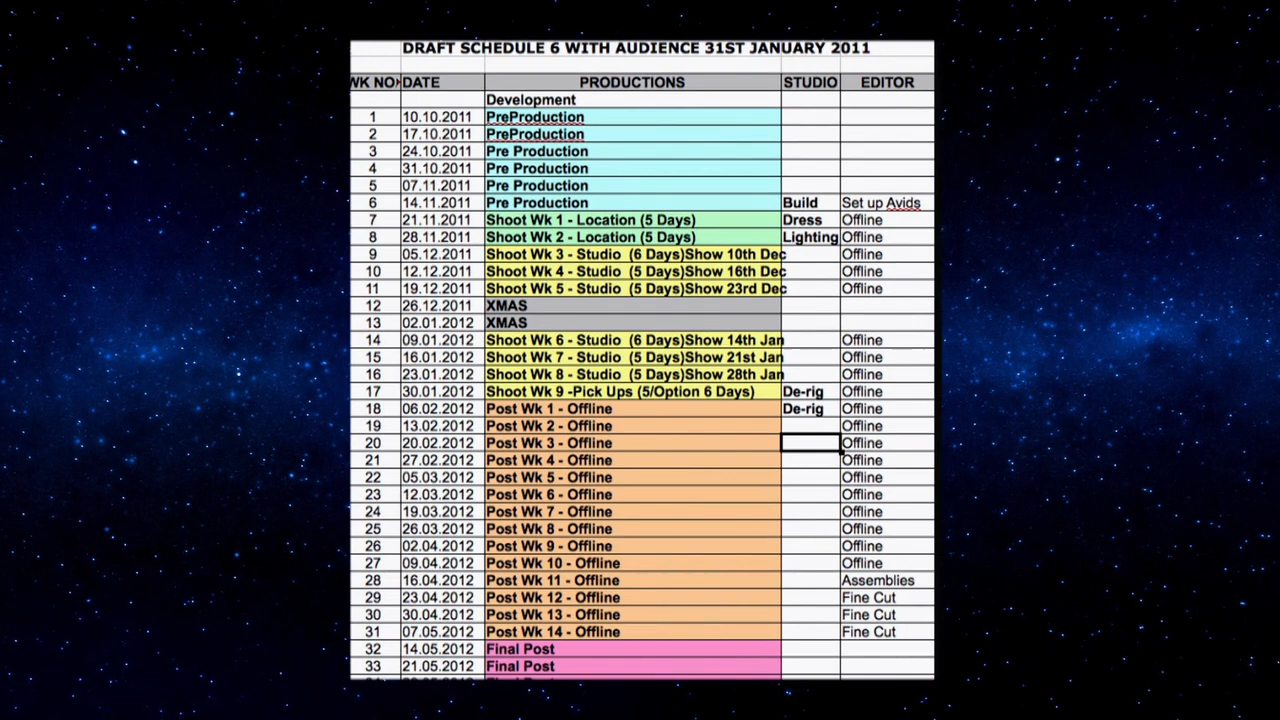 DRAFT SCHEDULE 6 WITH AUDIENCE 31ST JANUARY 2011
WK NO DATE PRODUCTIONS STUDIO EDITOR
Development
1 10.10.2011 PreProduction
2 17.10.2011 PreProduction
3 24.10.2011 Pre Production
4 31.10.2011 Pre Production
5 07.11.2011 Pre Production
6 14.11.2011 Pre Production Build Set up Avids
7 21.11.2011 Shoot Wk 1 - Location (5 Days) Dress Offline
8 28.11.2011 Shoot Wk 2 - Location (5 Days) Lighting Offline
9 05.12.2011 Shoot Wk 3 - Studio (6 Days)Show 10th Dec Offline
10 12.12.2011 Shoot Wk 4 - Studio (5 Days)Show 16th Dec Offline
11 19.12.2011 Shoot Wk 5 - Studio (5 Days)Show 23rd Dec Offline
12 26.12.2011 XMAS
13 02.01.2012 XMAS
14 09.01.2012 Shoot Wk 6 - Studio (6 Days)Show 14th Jan Offline
15 16.01.2012 Shoot Wk 7 - Studio (5 Days)Show 21st Jan Offline
16 23.01.2012 Shoot Wk 8 - Studio (5 Days)Show 28th Jan Offline
17 30.01.2012 Shoot Wk 9 -Pick Ups (5/Option 6 Days) De-rig Offline
18 06.02.2012 Post Wk 1 - Offline De-rig Offline
19 13.02.2012 Post Wk 2 - Offline Offline
20 20.02.2012 Post Wk 3 - Offline Offline
21 27.02.2012 Post Wk 4 - Offline Offline
22 05.03.2012 Post Wk 5 - Offline Offline
23 12.03.2012 Post Wk 6 - Offline Offline
24 19.03.2012 Post Wk 7 - Offline Offline
25 26.03.2012 Post Wk 8 - Offline Offline
26 02.04.2012 Post Wk 9 - Offline Offline
27 09.04.2012 Post Wk 10 - Offline Offline
28 16.04.2012 Post Wk 11 - Offline Assemblies
29 23.04.2012 Post Wk 12 - Offline Fine Cut
30 30.04.2012 Post Wk 13 - Offline Fine Cut
31 07.05.2012 Post Wk 14 - Offline Fine Cut
32 14.05.2012 Final Post
33 21.05.2012 Final Post